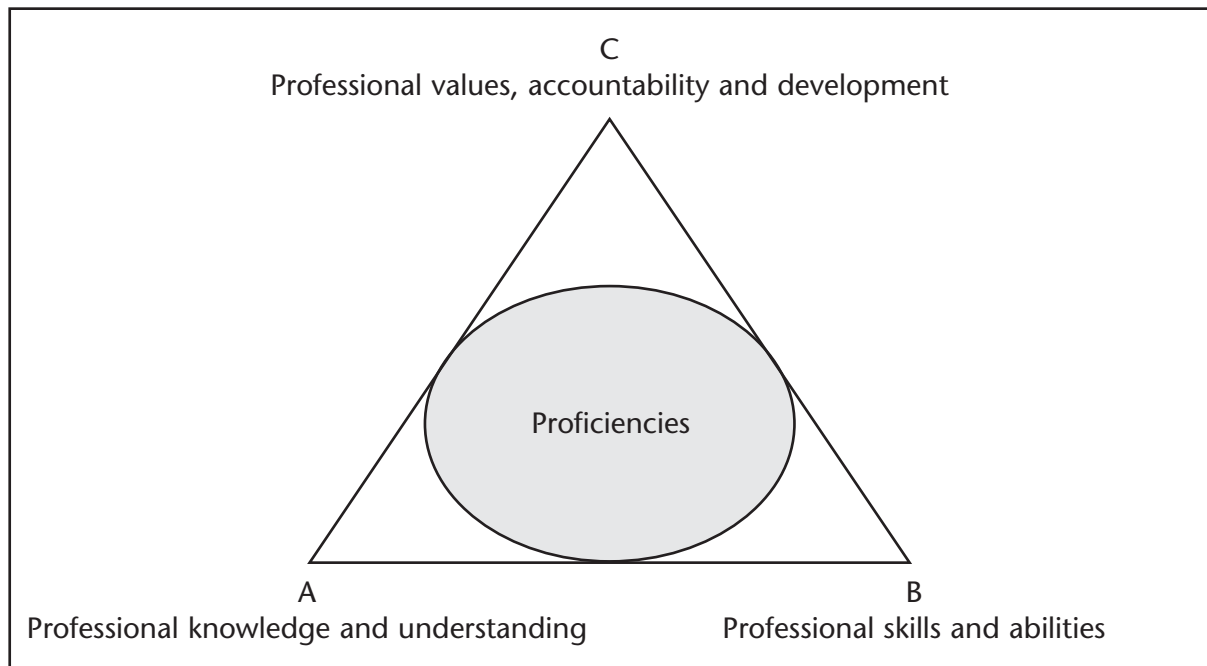 C
Professional values, accountability and development
Proficiencies
A
B
Professional knowledge and understanding
Professional skills and abilities